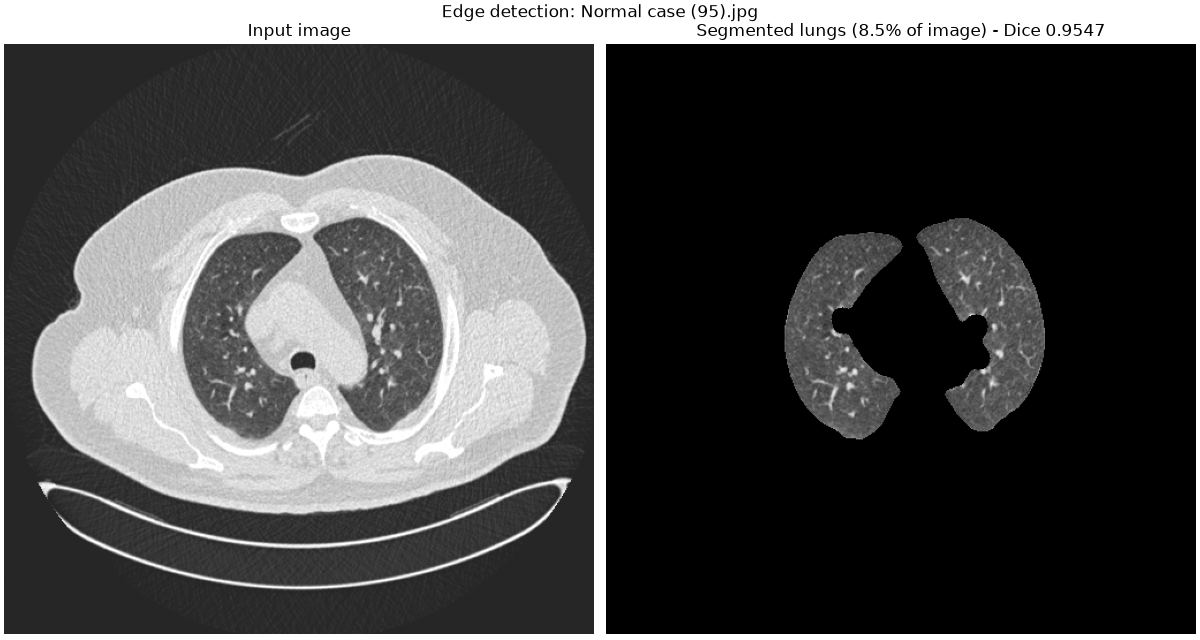 Edge detection: Normal case (95).jpg
Input image
Segmented lungs (8.5% of image) - Dice 0.9547